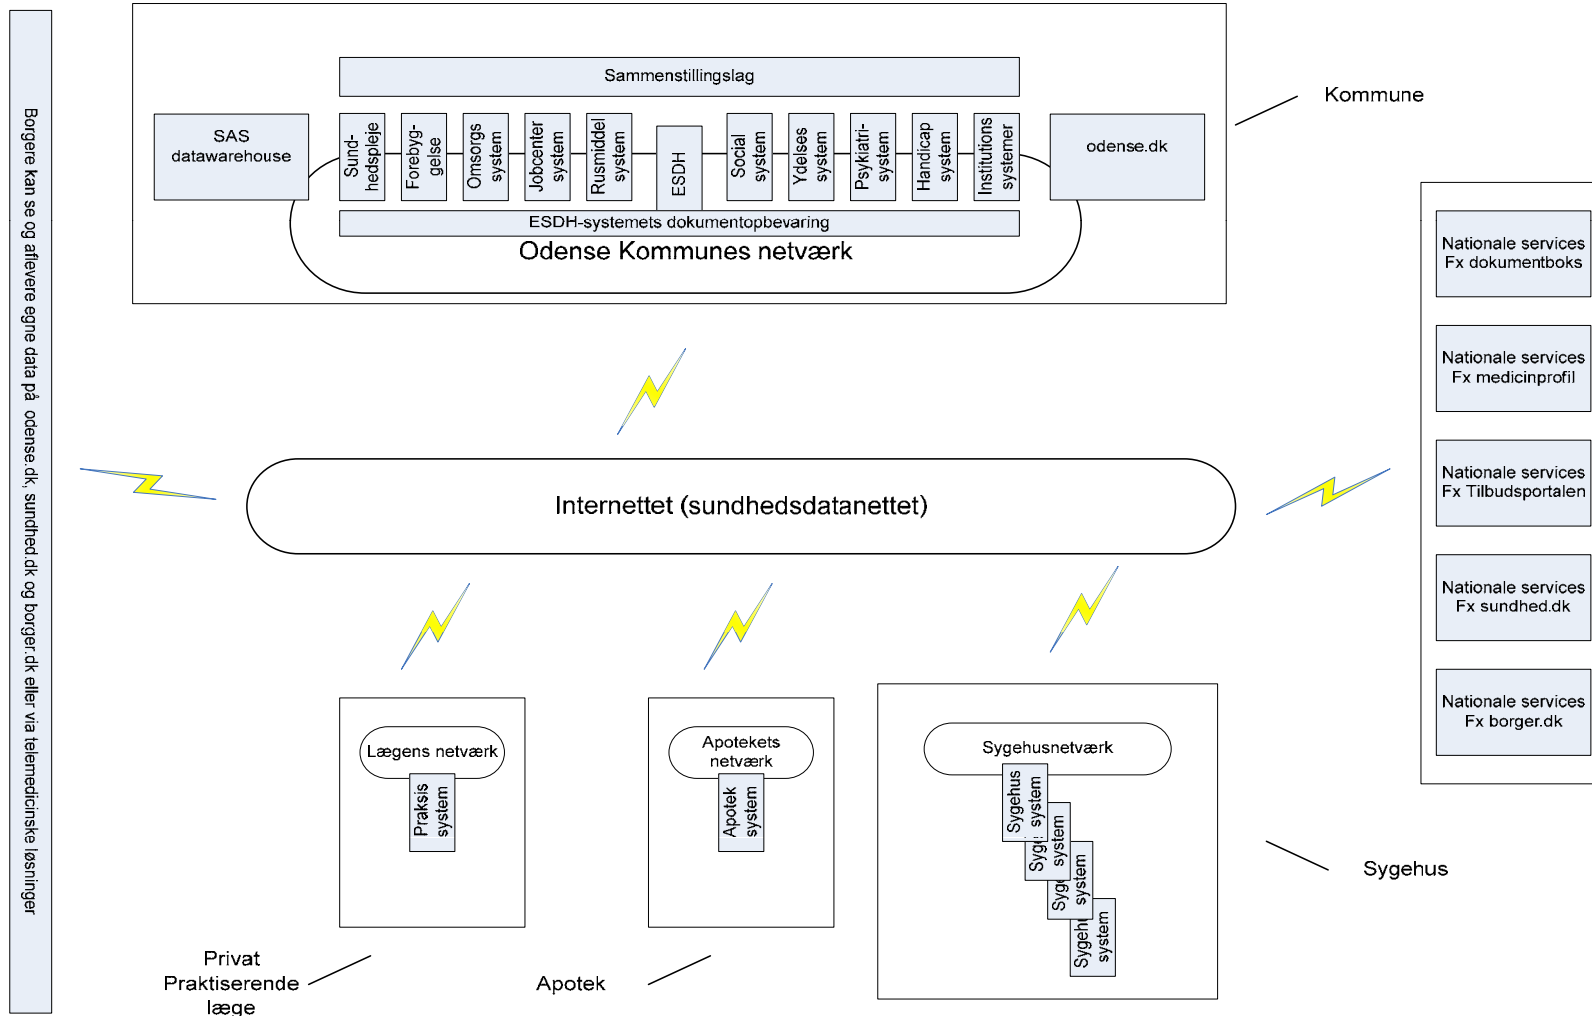 Borgere kan se og aflevere egne data på odense.dk, sundhed.dk og borger.dk eller via telemedicinske løsninger
Sammenstillingslag
SAS
datawarehouse
Sund-
hedspleje
Forebyg-
gelse
Omsorgs
system
Jobcenter
system
Rusmiddel
system
ESDH
Social
system
Ydelses
system
Psykiatri-
system
Handicap
system
Institutions
systemer
odense.dk
ESDH-systemets dokumentopbevaring
Odense Kommunes netværk
Kommune
Nationale services
Fx dokumentboks
Nationale services
Fx medicinprofil
Nationale services
Fx Tilbudsportalen
Nationale services
Fx sundhed.dk
Nationale services
Fx borger.dk
Internettet (sundhedsdatanettet)
Lægens netværk
Praksis
system
Apotekets
netværk
Apotek
system
Sygehusnetværk
Sygehus
system
Syge
system
Syge
system
Sygehu
system
Sygehus
Privat
Praktiserende
læge
Apotek